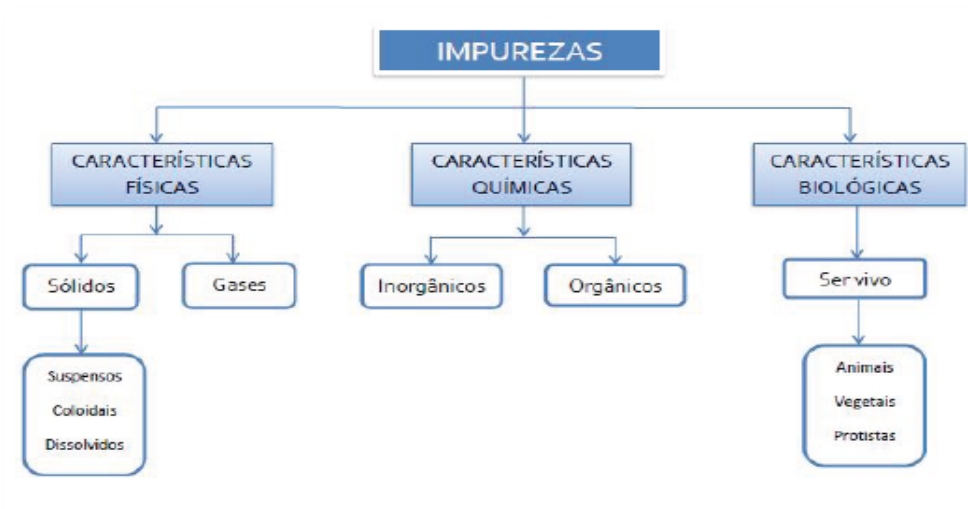 IMPUREZAS
CARACTERÍSTICAS
FÍSICAS
CARACTERÍSTICAS
QUÍMICAS
CARACTERÍSTICAS
BIOLÓGICAS
Sólidos
Gases
Inorgânicos
Orgânicos
Ser vivo
Suspensos
Coloidais
Dissolvidos
Animais
Vegetais
Protistas